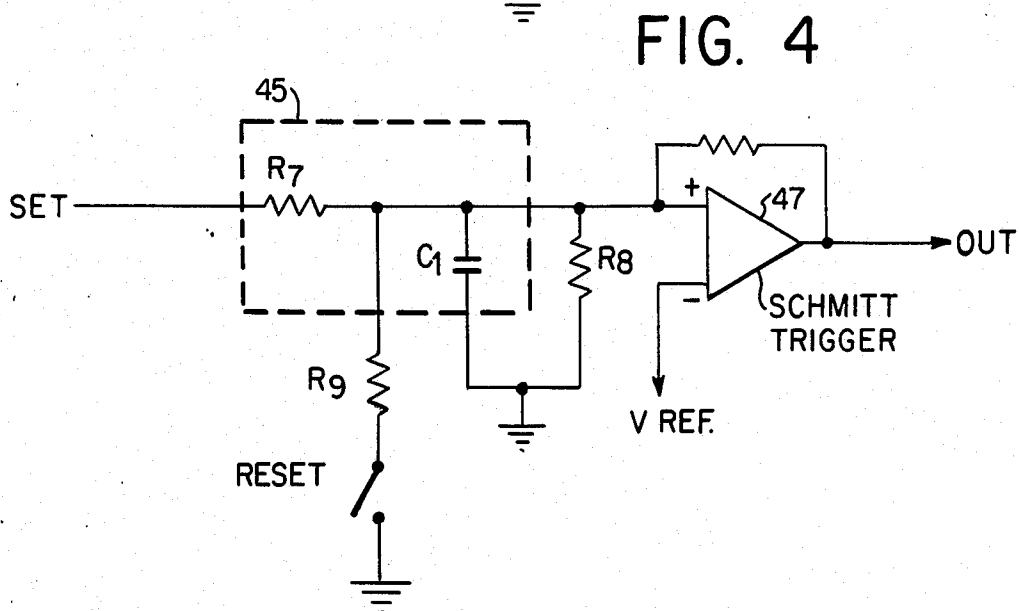 FIG. 4
45
R7
SET
+
47
C1
R8
OUT
−
SCHMITT
TRIGGER
R9
V REF.
RESET